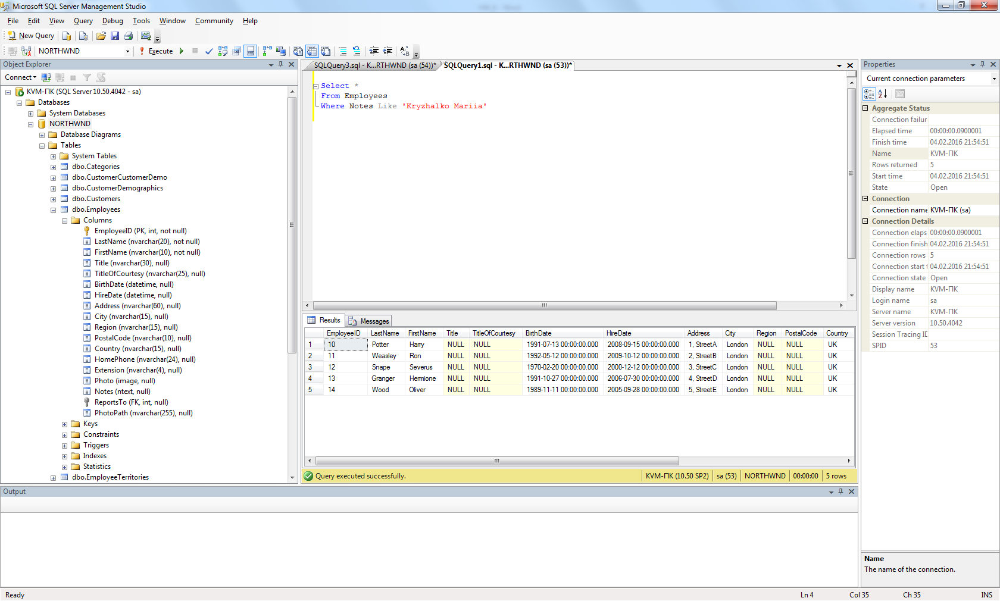 Microsoft SQL Server Management Studio
File Edit View Query Debug Tools Window Community Help
New Query
NORTHWND Execute
Object Explorer
Connect
KVM-ПК (SQL Server 10.50.4042 - sa)
Databases
System Databases
NORTHWND
Database Diagrams
Tables
System Tables
dbo.Categories
dbo.CustomerCustomerDemo
dbo.CustomerDemographics
dbo.Customers
dbo.Employees
Columns
EmployeeID (PK, int, not null)
LastName (nvarchar(20), not null)
FirstName (nvarchar(10), not null)
Title (nvarchar(30), null)
TitleOfCourtesy (nvarchar(25), null)
BirthDate (datetime, null)
HireDate (datetime, null)
Address (nvarchar(60), null)
City (nvarchar(15), null)
Region (nvarchar(15), null)
PostalCode (nvarchar(10), null)
Country (nvarchar(15), null)
HomePhone (nvarchar(24), null)
Extension (nvarchar(4), null)
Photo (image, null)
Notes (ntext, null)
ReportsTo (FK, int, null)
PhotoPath (nvarchar(255), null)
Keys
Constraints
Triggers
Indexes
Statistics
dbo.EmployeeTerritories
SQLQuery3.sql - K...RTHWND (sa (54))* SQLQuery1.sql - K...RTHWND (sa (53))*
Select *
From Employees
Where Notes Like 'Kryzhalko Mariia'
Results Messages
EmployeeID LastName FirstName Title TitleOfCourtesy BirthDate HireDate Address City Region PostalCode Country
1 10 Potter Harry NULL NULL 1991-07-13 00:00:00.000 2008-09-15 00:00:00.000 1, StreetA London NULL NULL UK
2 11 Weasley Ron NULL NULL 1992-05-12 00:00:00.000 2009-10-12 00:00:00.000 2, StreetB London NULL NULL UK
3 12 Snape Severus NULL NULL 1970-02-20 00:00:00.000 2000-12-12 00:00:00.000 3, StreetC London NULL NULL UK
4 13 Granger Hermione NULL NULL 1991-10-27 00:00:00.000 2006-07-30 00:00:00.000 4, StreetD London NULL NULL UK
5 14 Wood Oliver NULL NULL 1989-11-11 00:00:00.000 2005-09-28 00:00:00.000 5, StreetE London NULL NULL UK
Query executed successfully. KVM-ПК (10.50 SP2) sa (53) NORTHWND 00:00:00 5 rows
Properties
Current connection parameters
Aggregate Status
Connection failur
Elapsed time 00:00:00.0900001
Finish time 04.02.2016 21:54:51
Name KVM-ПК
Rows returned 5
Start time 04.02.2016 21:54:51
State Open
Connection
Connection name KVM-ПК (sa)
Connection Details
Connection elaps 00:00:00.0900001
Connection finish 04.02.2016 21:54:51
Connection rows 5
Connection start t 04.02.2016 21:54:51
Connection state Open
Display name KVM-ПК
Login name sa
Server name KVM-ПК
Server version 10.50.4042
Session Tracing ID
SPID 53
Name
The name of the connection.
Output
Ready Ln 4 Col 35 Ch 35 INS